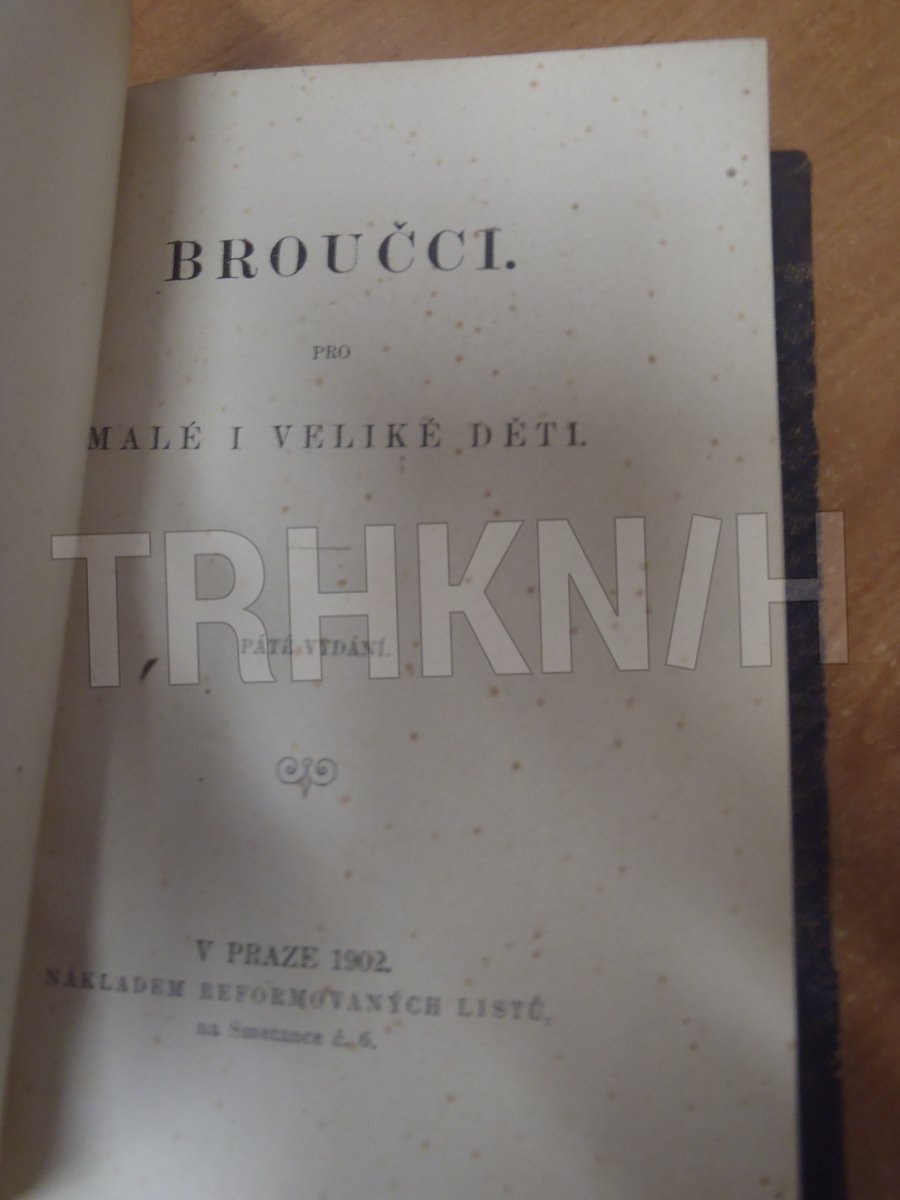 BROUČCI.
PRO
MALÉ I VELIKÉ DĚTI.
TRHKNIH
PÁTÉ VYDÁNÍ.
V PRAZE 1902.
NÁKLADEM REFORMOVANÝCH LISTŮ,
na Smetance č. 6.